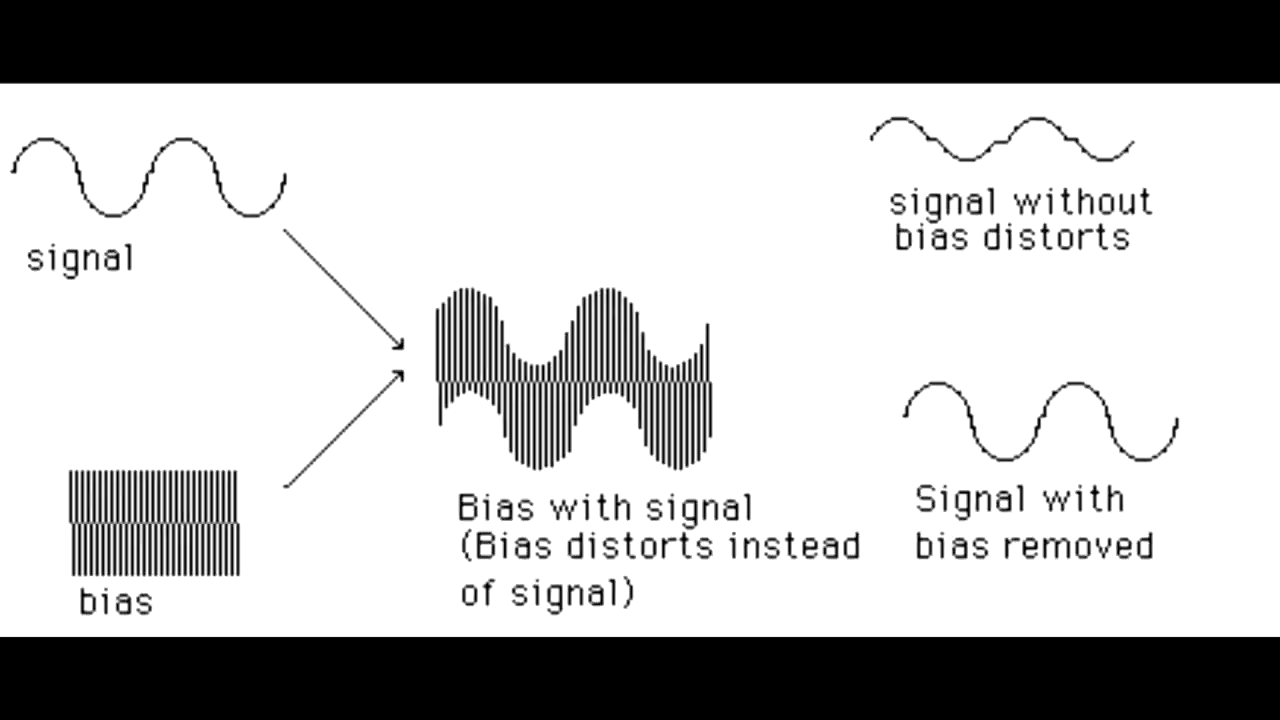 signal
bias
Bias with signal
(Bias distorts instead
of signal)
signal without
bias distorts
Signal with
bias removed